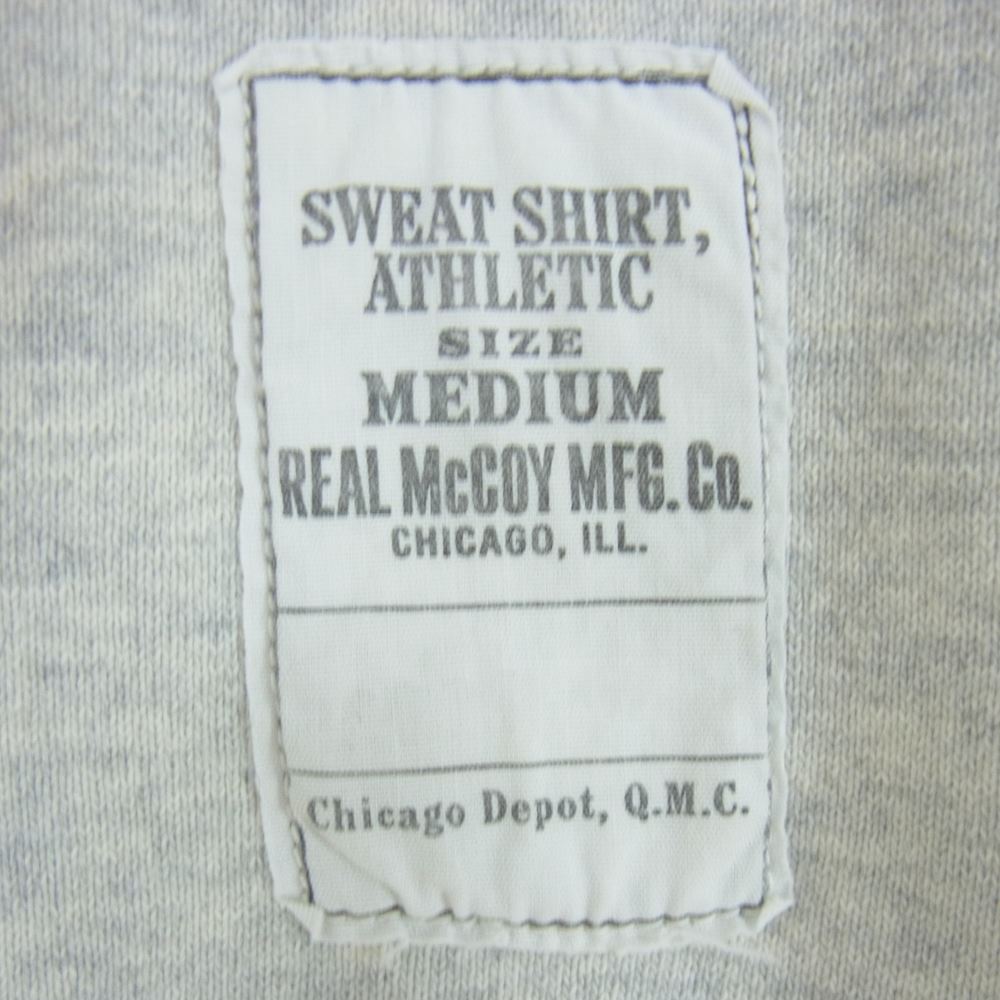 SWEAT SHIRT,
ATHLETIC
SIZE
MEDIUM
REAL McCOY MFG. Co.
CHICAGO, ILL.
Chicago Depot, Q.M.C.